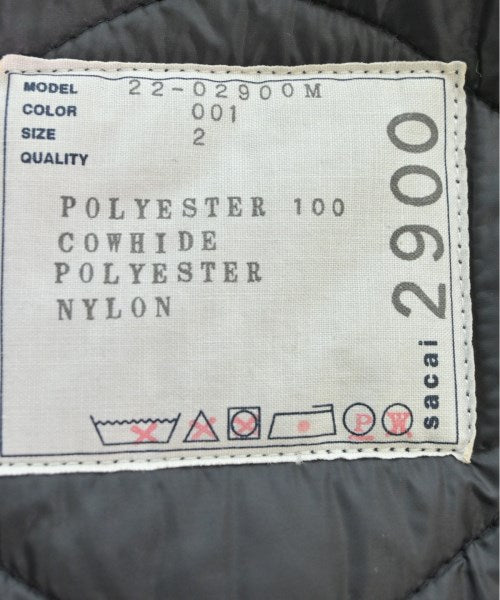 MODEL 22-02900M
COLOR 001
SIZE 2
QUALITY
POLYESTER 100
COWHIDE
POLYESTER
NYLON
P W
sacai 2900